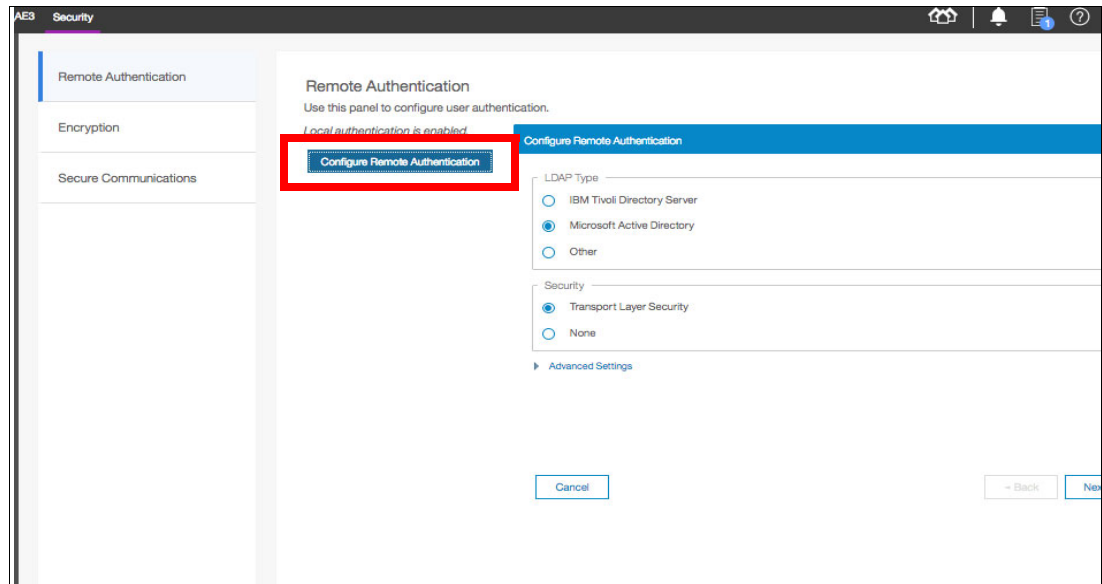 AE3 Security
1
Remote Authentication
Encryption
Secure Communications
Remote Authentication
Use this panel to configure user authentication.
Local authentication is enabled.
Configure Remote Authentication
Configure Remote Authentication
LDAP Type
IBM Tivoli Directory Server
Microsoft Active Directory
Other
Security
Transport Layer Security
None
Advanced Settings
Cancel
Back
Nex